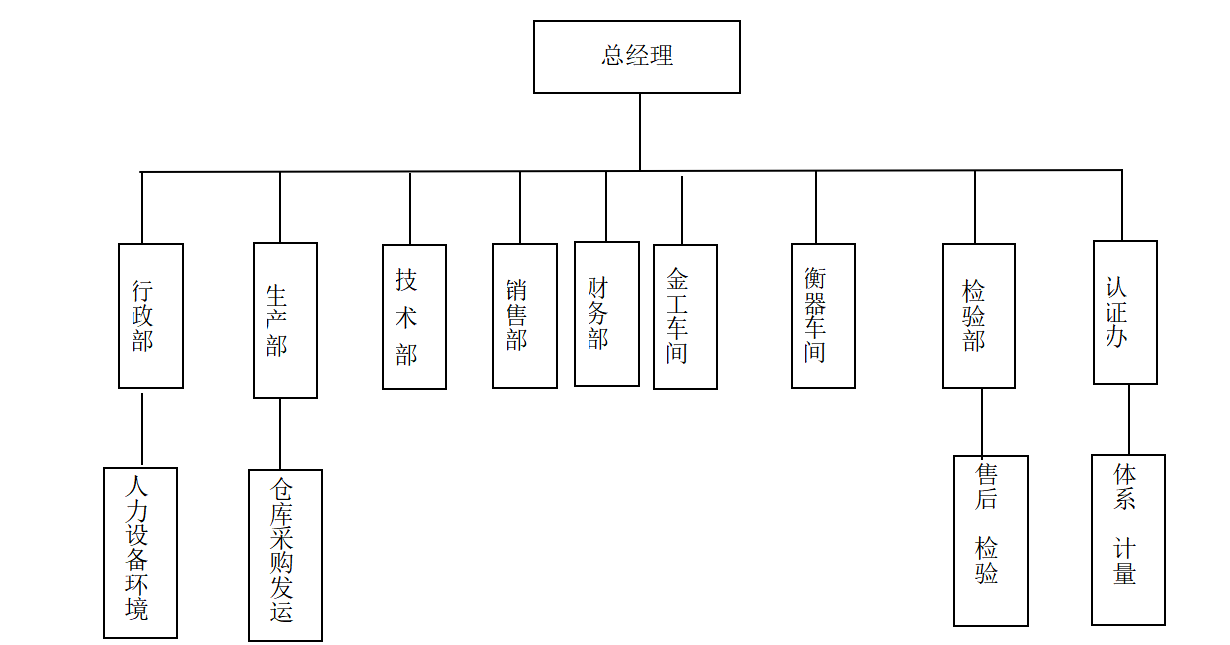 总经理
行政部
生产部
技术部
销售部
财务部
金工车间
衡器车间
检验部
认证办
人力设备环境
仓库采购发运
售后 检验
体系 计量